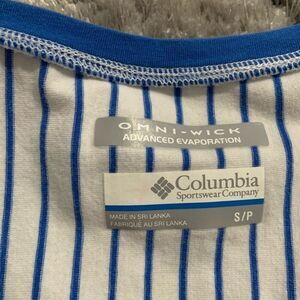 OMNI-WICK
ADVANCED EVAPORATION
Columbia
Sportswear Company
MADE IN SRI LANKA
FABRIQUÉ AU SRI LANKA
S/P